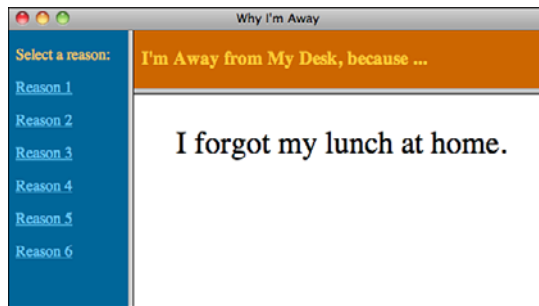 Why I'm Away
Select a reason:
Reason 1
Reason 2
Reason 3
Reason 4
Reason 5
Reason 6
I'm Away from My Desk, because ...
I forgot my lunch at home.